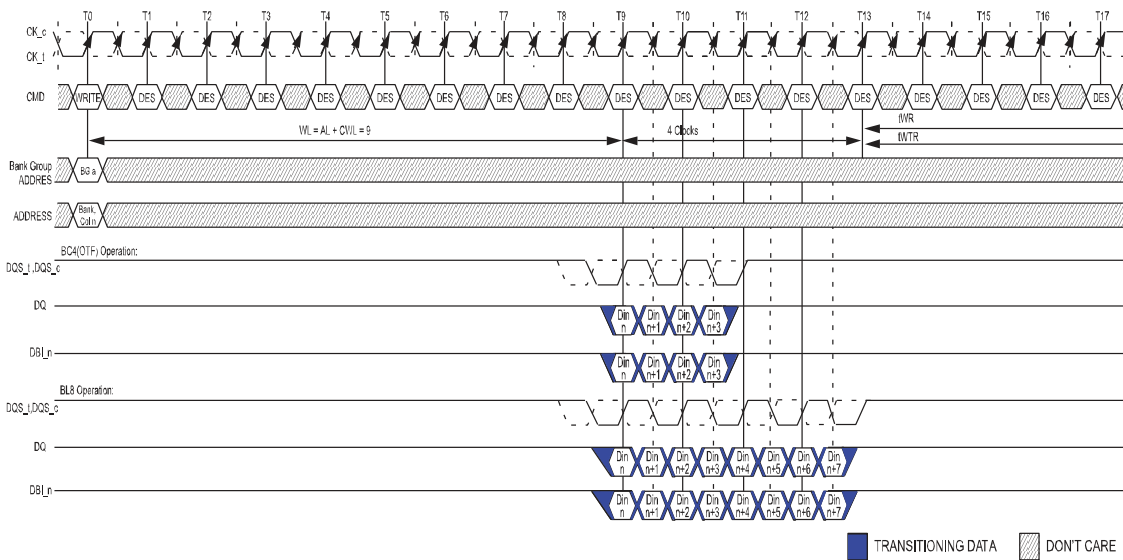 T0 T1 T2 T3 T4 T5 T6 T7 T8 T9 T10 T11 T12 T13 T14 T15 T16 T17
CK_c
CK_t
CMD WRITE DES DES DES DES DES DES DES DES DES DES DES DES DES DES DES DES DES
WL = AL + CWL = 9 4 Clocks tWR
tWTR
Bank Group
ADDRES
BG a
ADDRESS
Bank,
Col n
BC4(OTF) Operation:
DQS_t,DQS_c
DQ
Din n Din n+1 Din n+2 Din n+3
DBI_n
Din n Din n+1 Din n+2 Din n+3
BL8 Operation:
DQS_t,DQS_c
DQ
Din n Din n+1 Din n+2 Din n+3 Din n+4 Din n+5 Din n+6 Din n+7
DBI_n
Din n Din n+1 Din n+2 Din n+3 Din n+4 Din n+5 Din n+6 Din n+7
TRANSITIONING DATA DON'T CARE